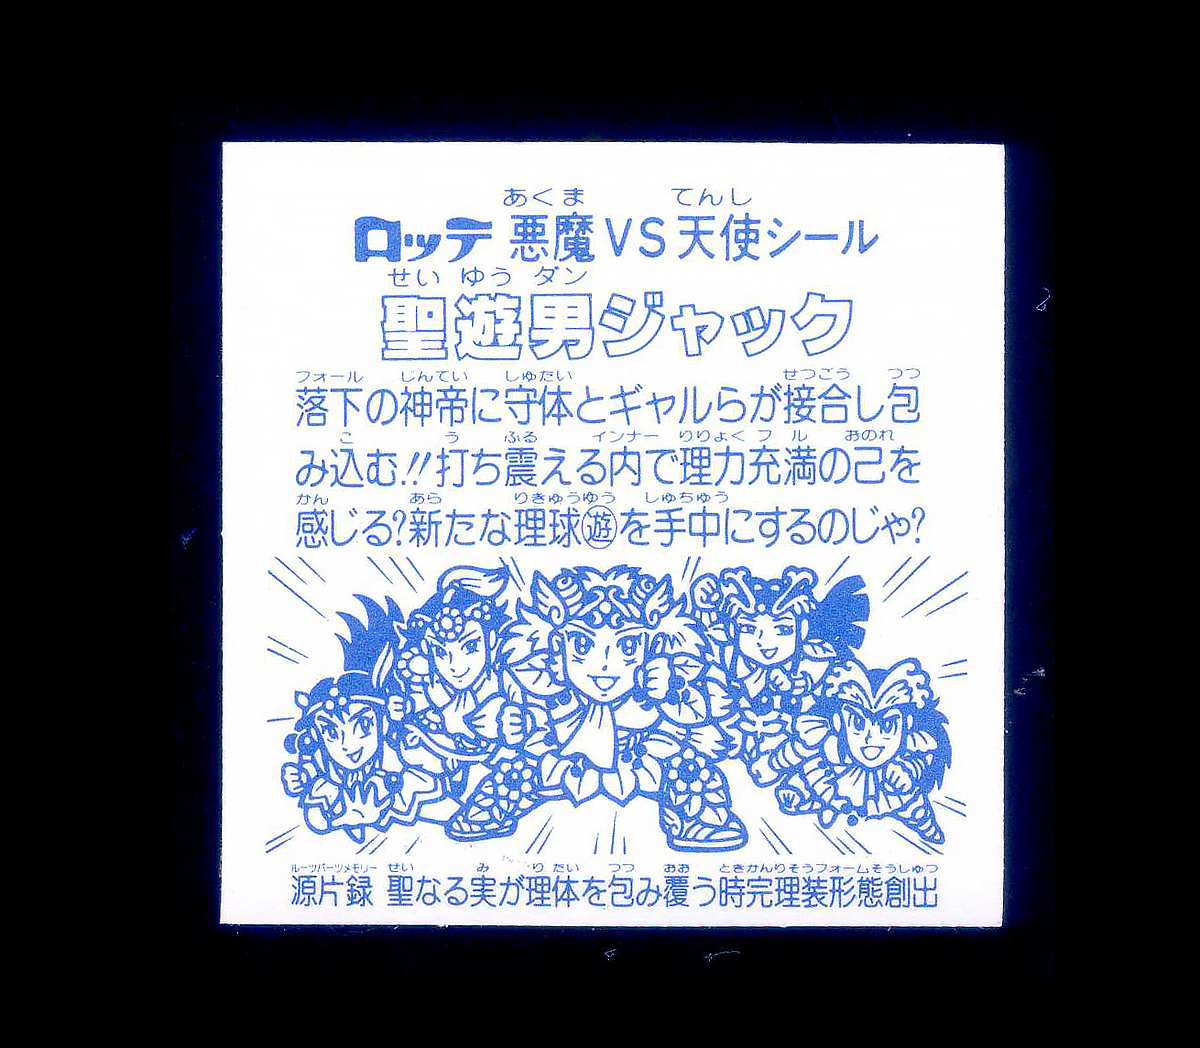 あくま てんし
ロッテ 悪魔VS天使シール
せい ゆう ダン
聖遊男ジャック
フォール じんてい しゅたい せつごう つつ
落下の神帝に守体とギャルらが接合し包
こ う ふる インナー りりょく フル おのれ
み込む!!打ち震える内で理力充満の己を
かん あら りきゅうゆう しゅちゅう
感じる?新たな理球遊を手中にするのじゃ?
ルーツパーツメモリー せい み りたい つつ おお ときかんりそうフォームそうしゅつ
源片録 聖なる実が理体を包み覆う時完理装形態創出